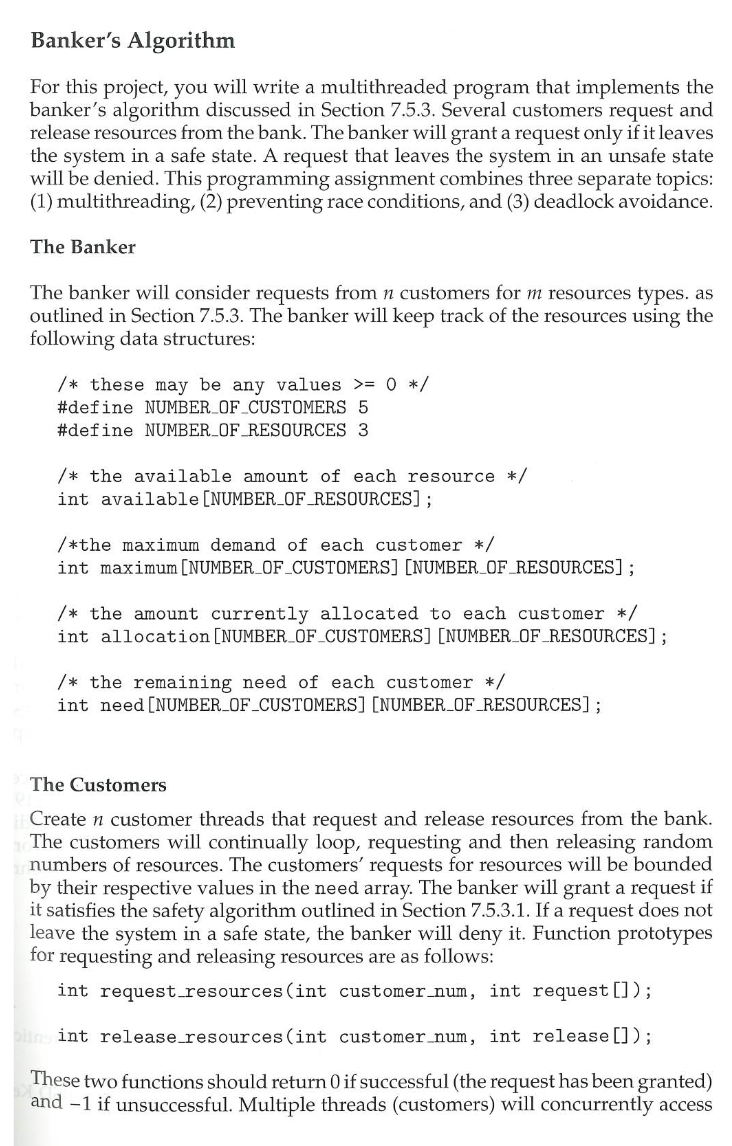 Banker's Algorithm
For this project, you will write a multithreaded program that implements the
banker's algorithm discussed in Section 7.5.3. Several customers request and
release resources from the bank. The banker will grant a request only if it leaves
the system in a safe state. A request that leaves the system in an unsafe state
will be denied. This programming assignment combines three separate topics:
(1) multithreading, (2) preventing race conditions, and (3) deadlock avoidance.
The Banker
The banker will consider requests from n customers for m resources types. as
outlined in Section 7.5.3. The banker will keep track of the resources using the
following data structures:
/* these may be any values >= 0 */
#define NUMBER_OF_CUSTOMERS 5
#define NUMBER_OF_RESOURCES 3
/* the available amount of each resource */
int available[NUMBER_OF_RESOURCES];
/*the maximum demand of each customer */
int maximum[NUMBER_OF_CUSTOMERS][NUMBER_OF_RESOURCES];
/* the amount currently allocated to each customer */
int allocation[NUMBER_OF_CUSTOMERS][NUMBER_OF_RESOURCES];
/* the remaining need of each customer */
int need[NUMBER_OF_CUSTOMERS][NUMBER_OF_RESOURCES];
The Customers
Create n customer threads that request and release resources from the bank.
The customers will continually loop, requesting and then releasing random
numbers of resources. The customers' requests for resources will be bounded
by their respective values in the need array. The banker will grant a request if
it satisfies the safety algorithm outlined in Section 7.5.3.1. If a request does not
leave the system in a safe state, the banker will deny it. Function prototypes
for requesting and releasing resources are as follows:
int request_resources(int customer_num, int request[]);
int release_resources(int customer_num, int release[]);
These two functions should return 0 if successful (the request has been granted)
and –1 if unsuccessful. Multiple threads (customers) will concurrently access